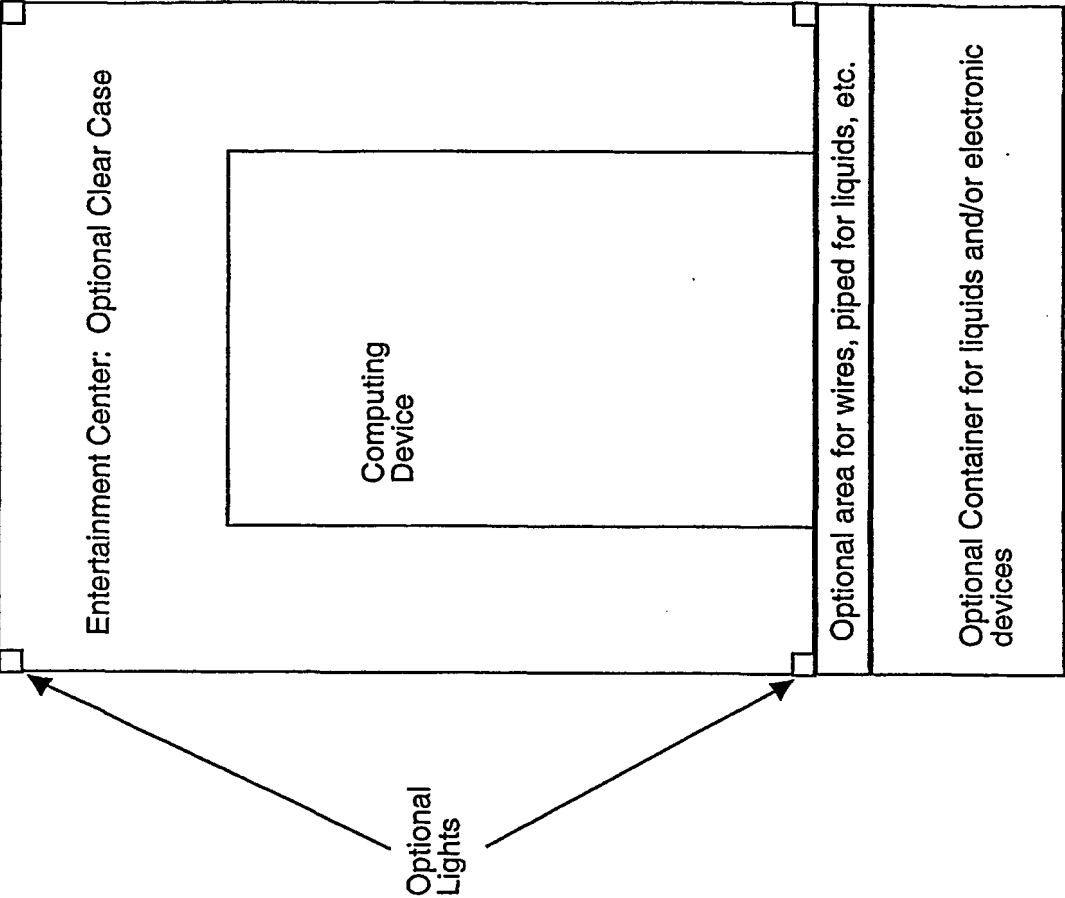 Entertainment Center:  Optional Clear Case
Computing
Device
Optional area for wires, piped for liquids, etc.
Optional Container for liquids and/or electronic
devices
Optional
Lights